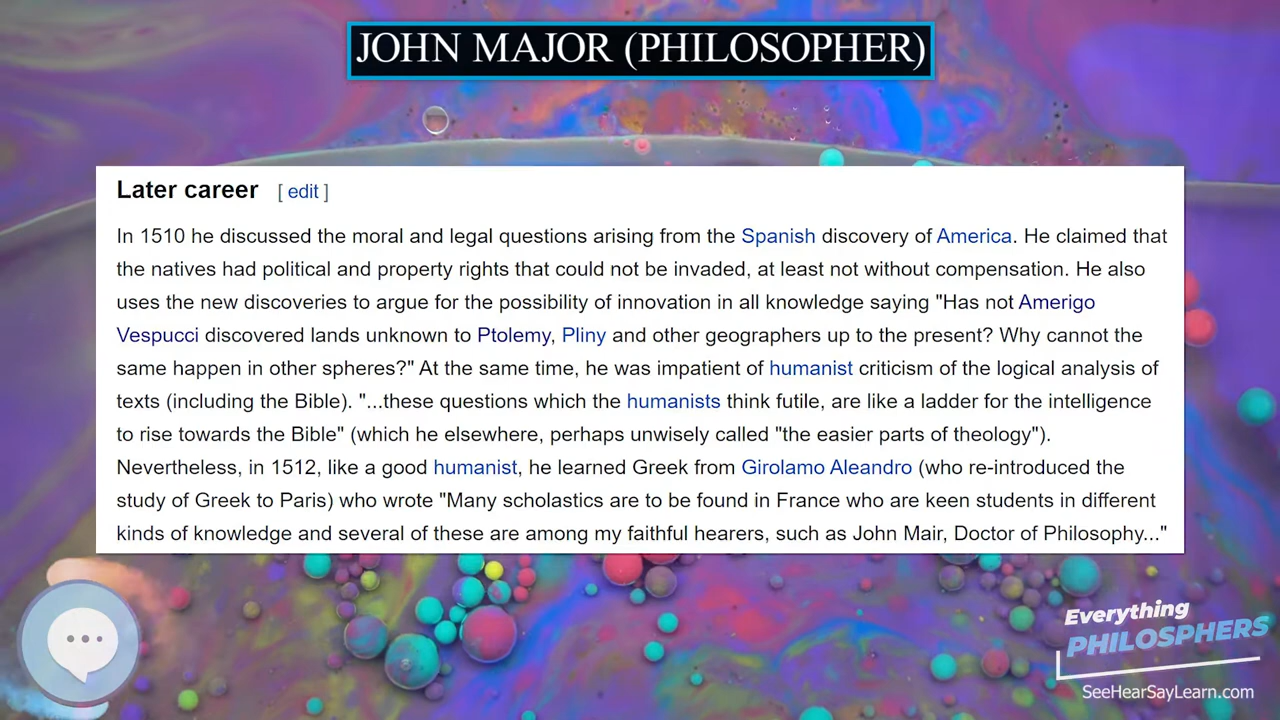 JOHN MAJOR (PHILOSOPHER)
Later career [ edit ]
In 1510 he discussed the moral and legal questions arising from the Spanish discovery of America. He claimed that
the natives had political and property rights that could not be invaded, at least not without compensation. He also
uses the new discoveries to argue for the possibility of innovation in all knowledge saying "Has not Amerigo
Vespucci discovered lands unknown to Ptolemy, Pliny and other geographers up to the present? Why cannot the
same happen in other spheres?" At the same time, he was impatient of humanist criticism of the logical analysis of
texts (including the Bible). "...these questions which the humanists think futile, are like a ladder for the intelligence
to rise towards the Bible" (which he elsewhere, perhaps unwisely called "the easier parts of theology").
Nevertheless, in 1512, like a good humanist, he learned Greek from Girolamo Aleandro (who re-introduced the
study of Greek to Paris) who wrote "Many scholastics are to be found in France who are keen students in different
kinds of knowledge and several of these are among my faithful hearers, such as John Mair, Doctor of Philosophy..."
Everything
PHILOSPHERS
SeeHearSayLearn.com